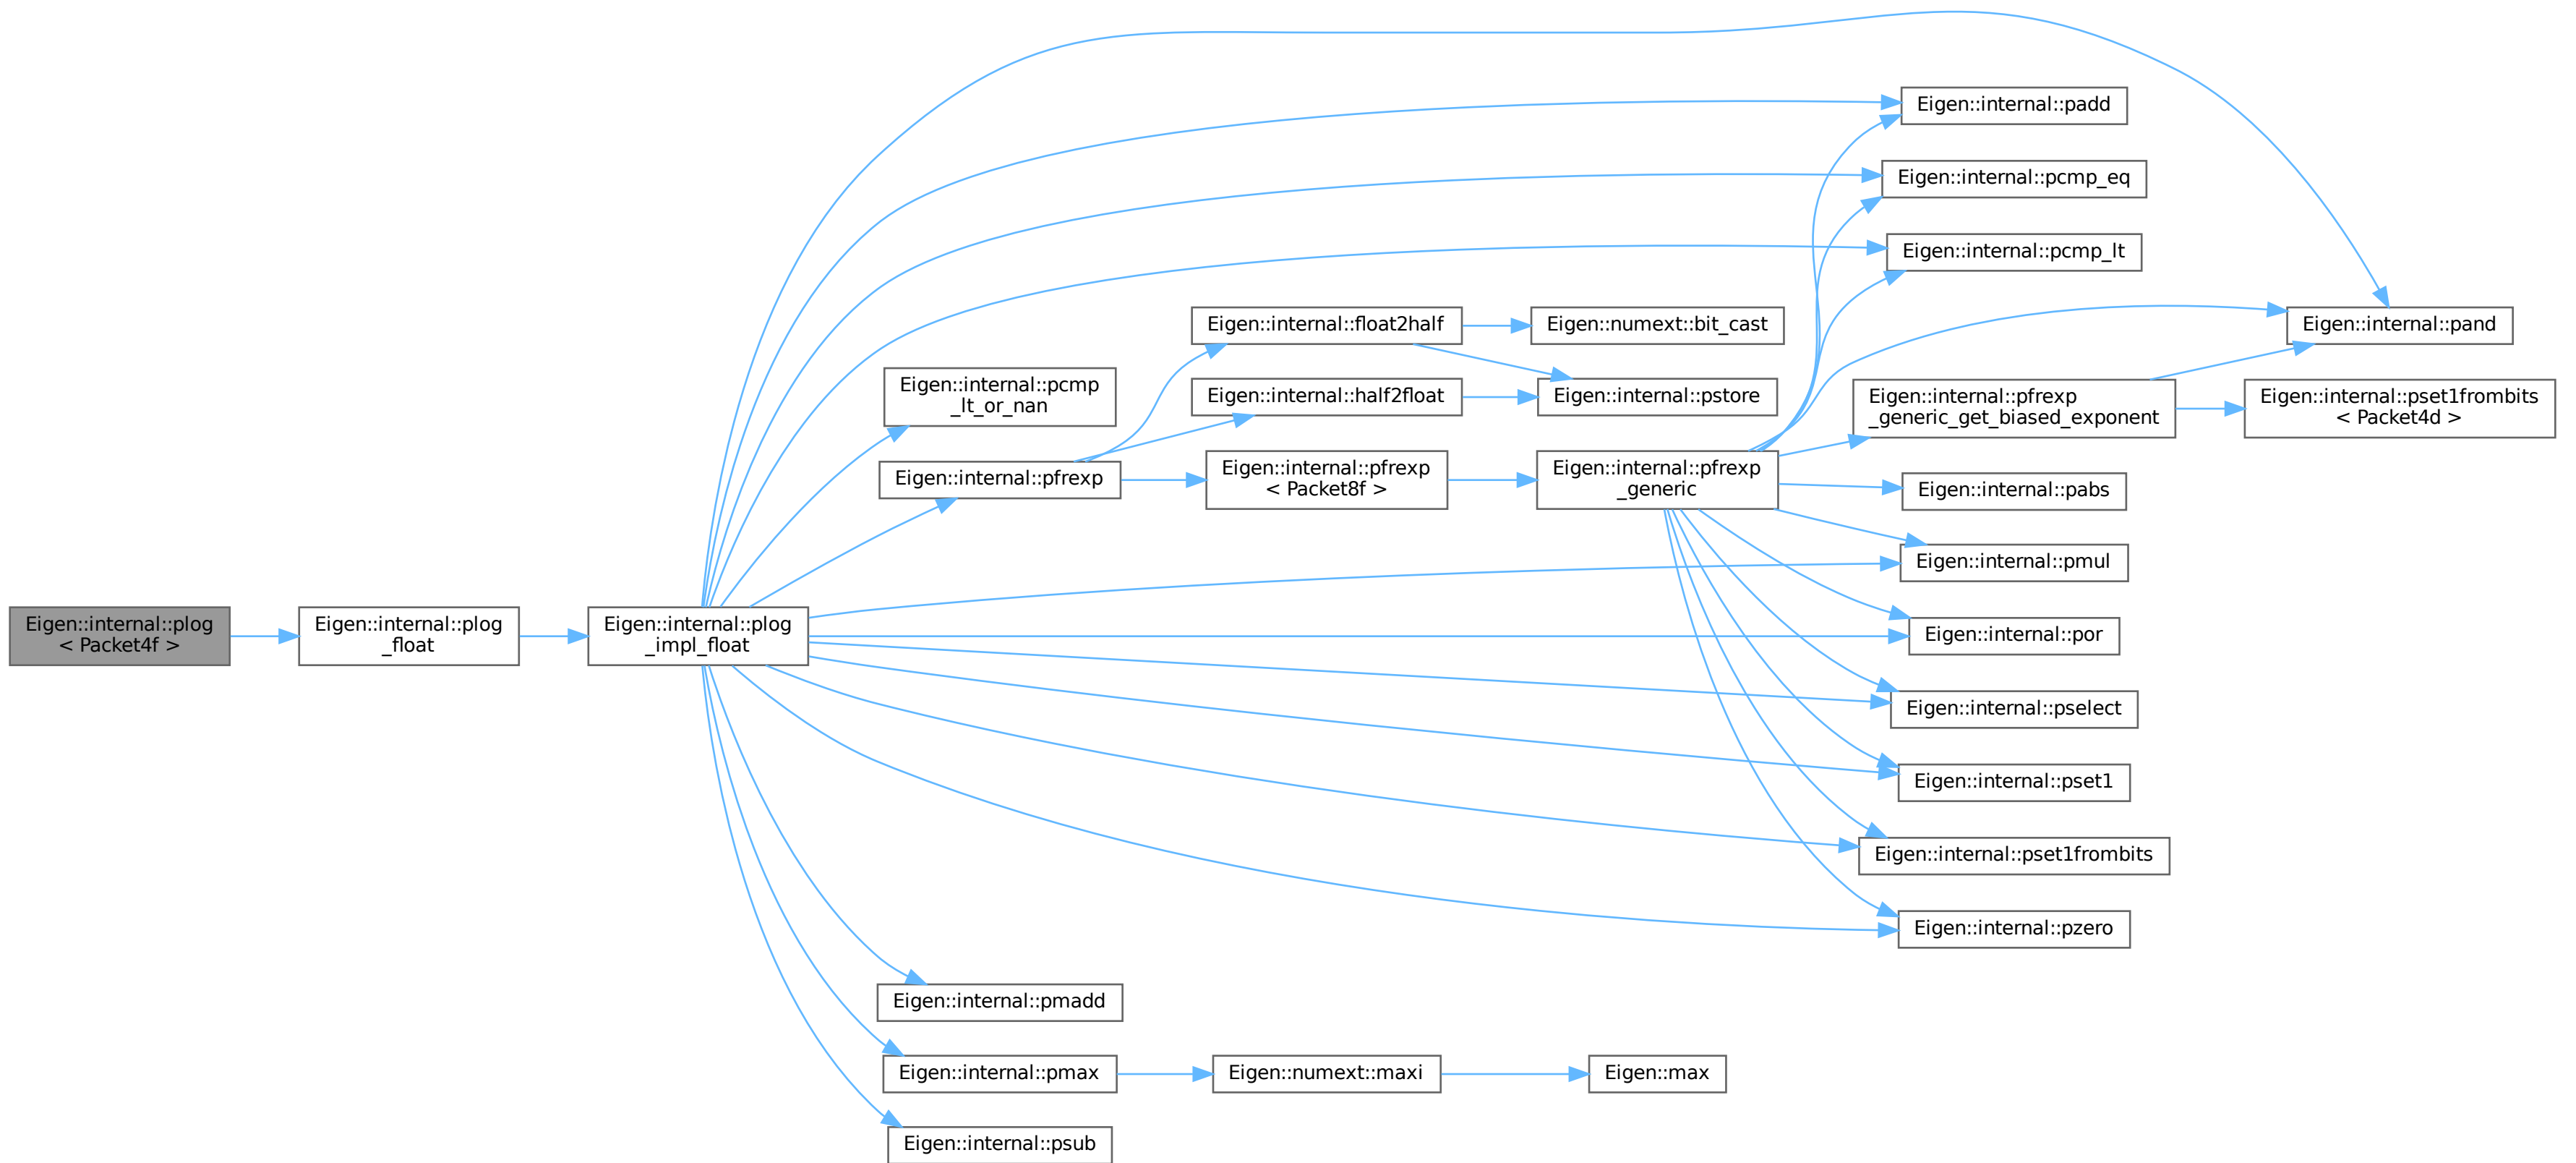 Eigen::internal::plog
< Packet4f >
Eigen::internal::plog
_float
Eigen::internal::plog
_impl_float
Eigen::internal::padd
Eigen::internal::pcmp_eq
Eigen::internal::pcmp_lt
Eigen::internal::pand
Eigen::internal::pcmp
_lt_or_nan
Eigen::internal::pfrexp
Eigen::internal::float2half
Eigen::numext::bit_cast
Eigen::internal::half2float
Eigen::internal::pstore
Eigen::internal::pfrexp
< Packet8f >
Eigen::internal::pfrexp
_generic
Eigen::internal::pfrexp
_generic_get_biased_exponent
Eigen::internal::pset1frombits
< Packet4d >
Eigen::internal::pabs
Eigen::internal::pmul
Eigen::internal::por
Eigen::internal::pselect
Eigen::internal::pset1
Eigen::internal::pset1frombits
Eigen::internal::pzero
Eigen::internal::pmadd
Eigen::internal::pmax
Eigen::numext::maxi
Eigen::max
Eigen::internal::psub